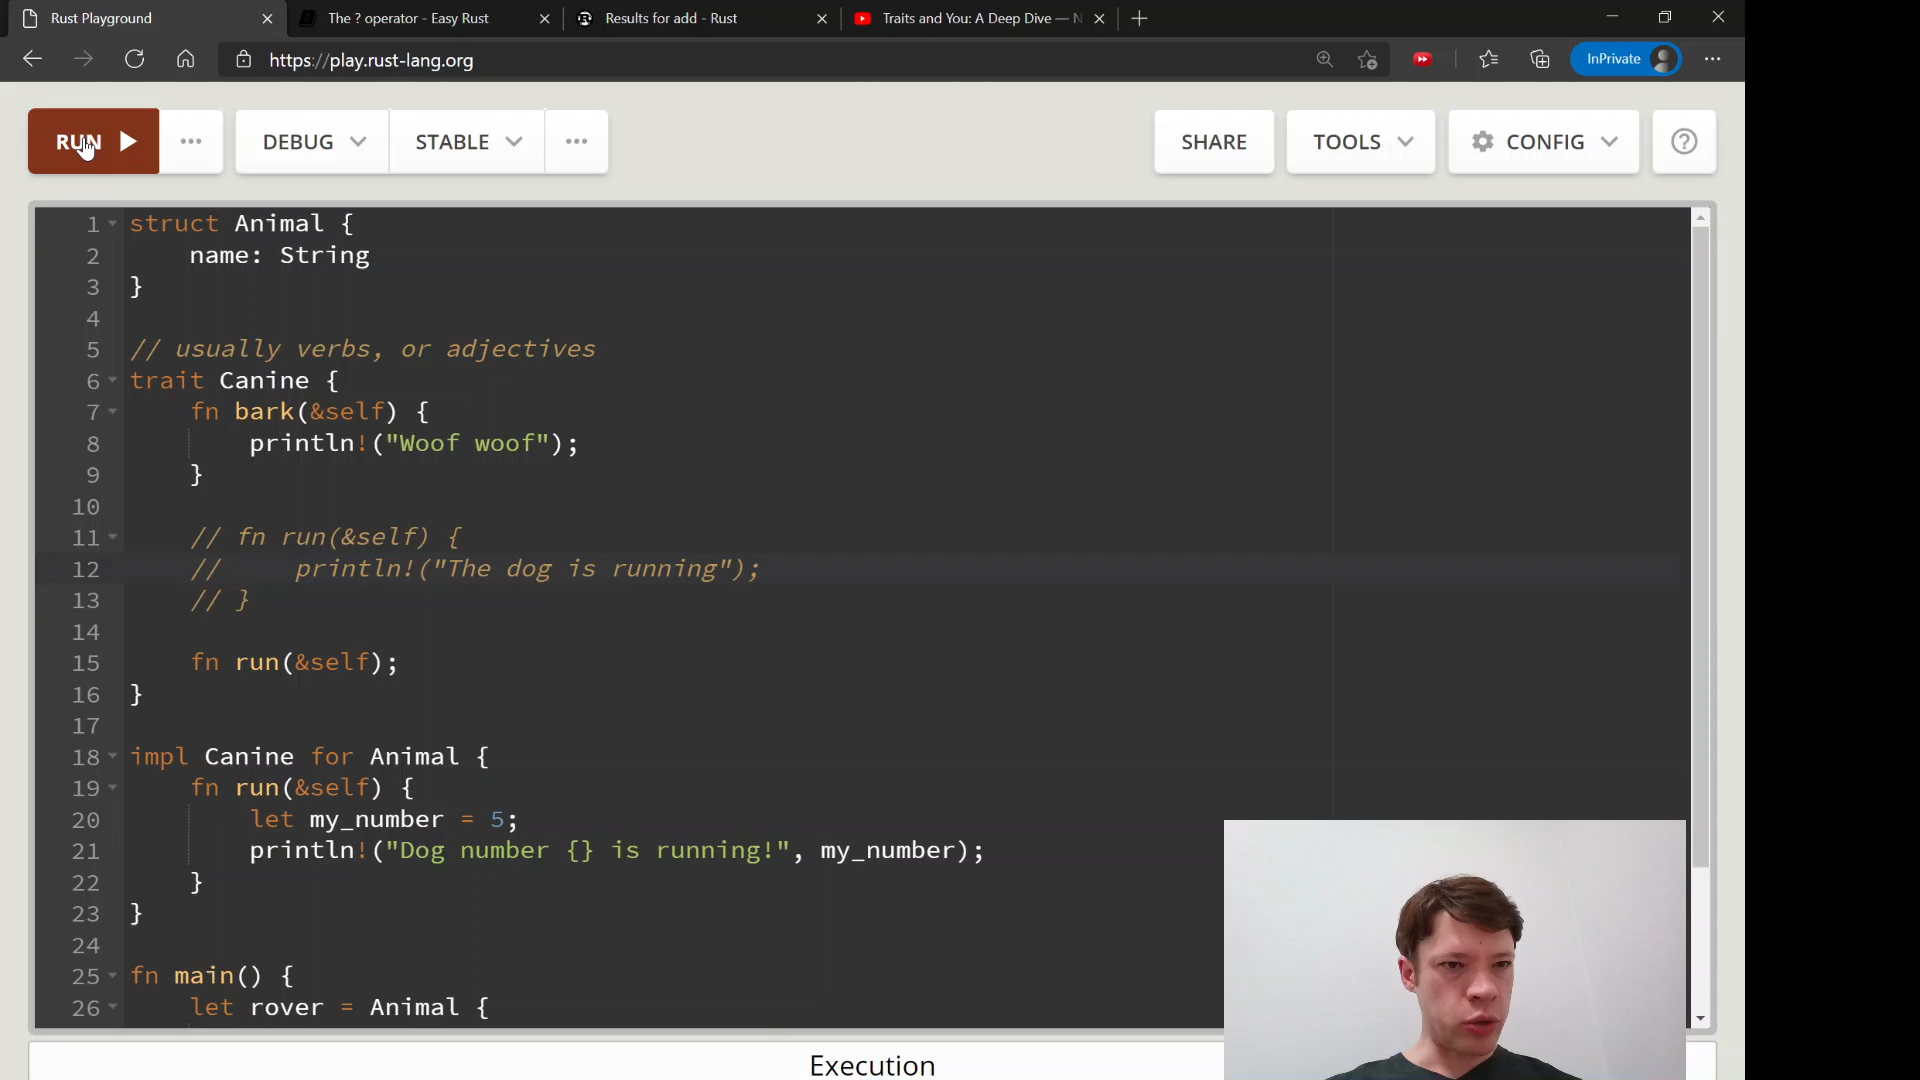 Rust Playground
The ? operator - Easy Rust
Results for add - Rust
Traits and You: A Deep Dive — N
https://play.rust-lang.org
InPrivate
RUN
DEBUG
STABLE
SHARE
TOOLS
CONFIG
1 struct Animal {
2 name: String
3 }
4
5 // usually verbs, or adjectives
6 trait Canine {
7 fn bark(&self) {
8 println!("Woof woof");
9 }
10
11 // fn run(&self) {
12 // println!("The dog is running");
13 // }
14
15 fn run(&self);
16 }
17
18 impl Canine for Animal {
19 fn run(&self) {
20 let my_number = 5;
21 println!("Dog number {} is running!", my_number);
22 }
23 }
24
25 fn main() {
26 let rover = Animal {
Execution